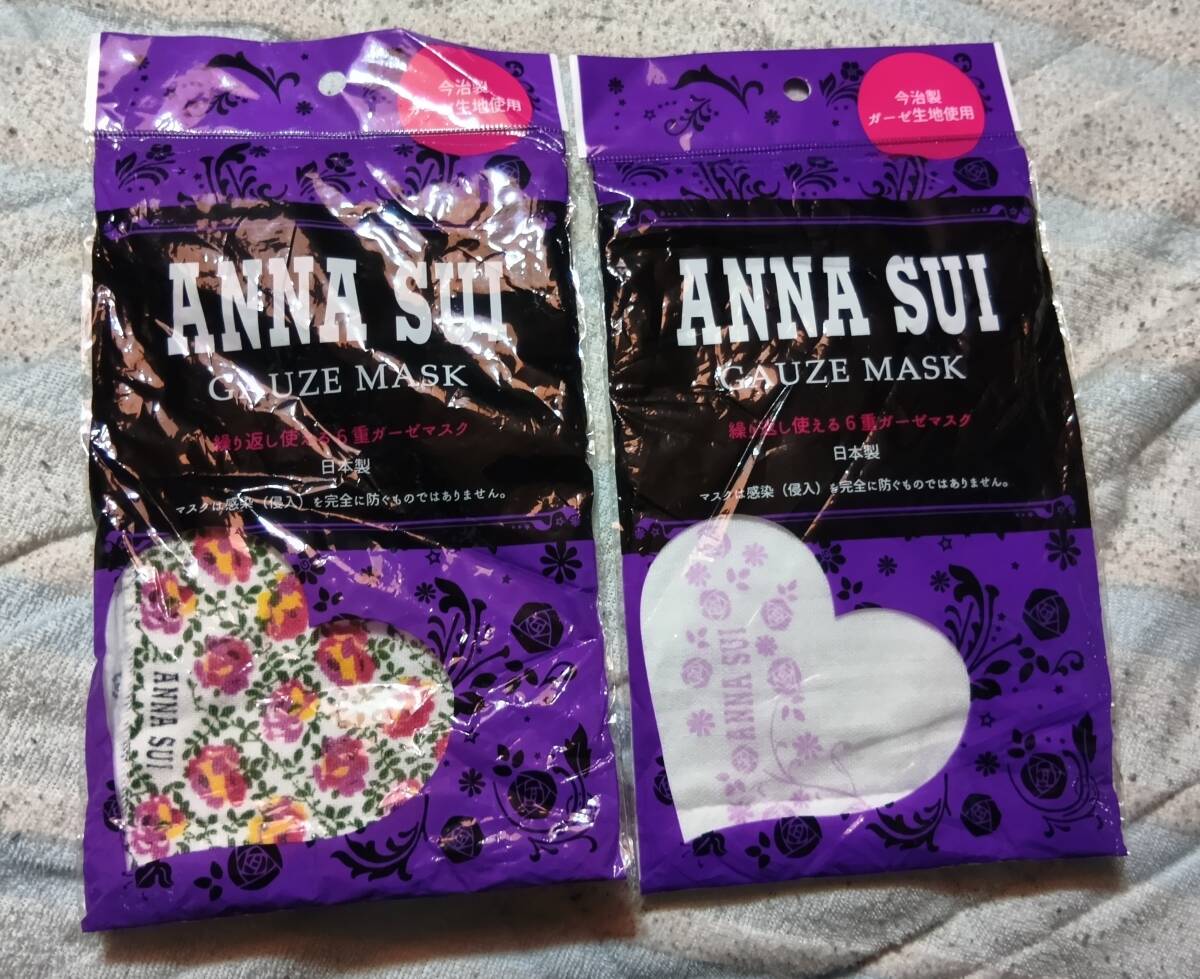 今治製
ガーゼ生地使用
ANNA SUI
GAUZE MASK
繰り返し使える6重ガーゼマスク
日本製
マスクは感染（侵入）を完全に防ぐものではありません。
ANNA SUI
今治製
ガーゼ生地使用
ANNA SUI
GAUZE MASK
繰り返し使える6重ガーゼマスク
日本製
マスクは感染（侵入）を完全に防ぐものではありません。
ANNA SUI